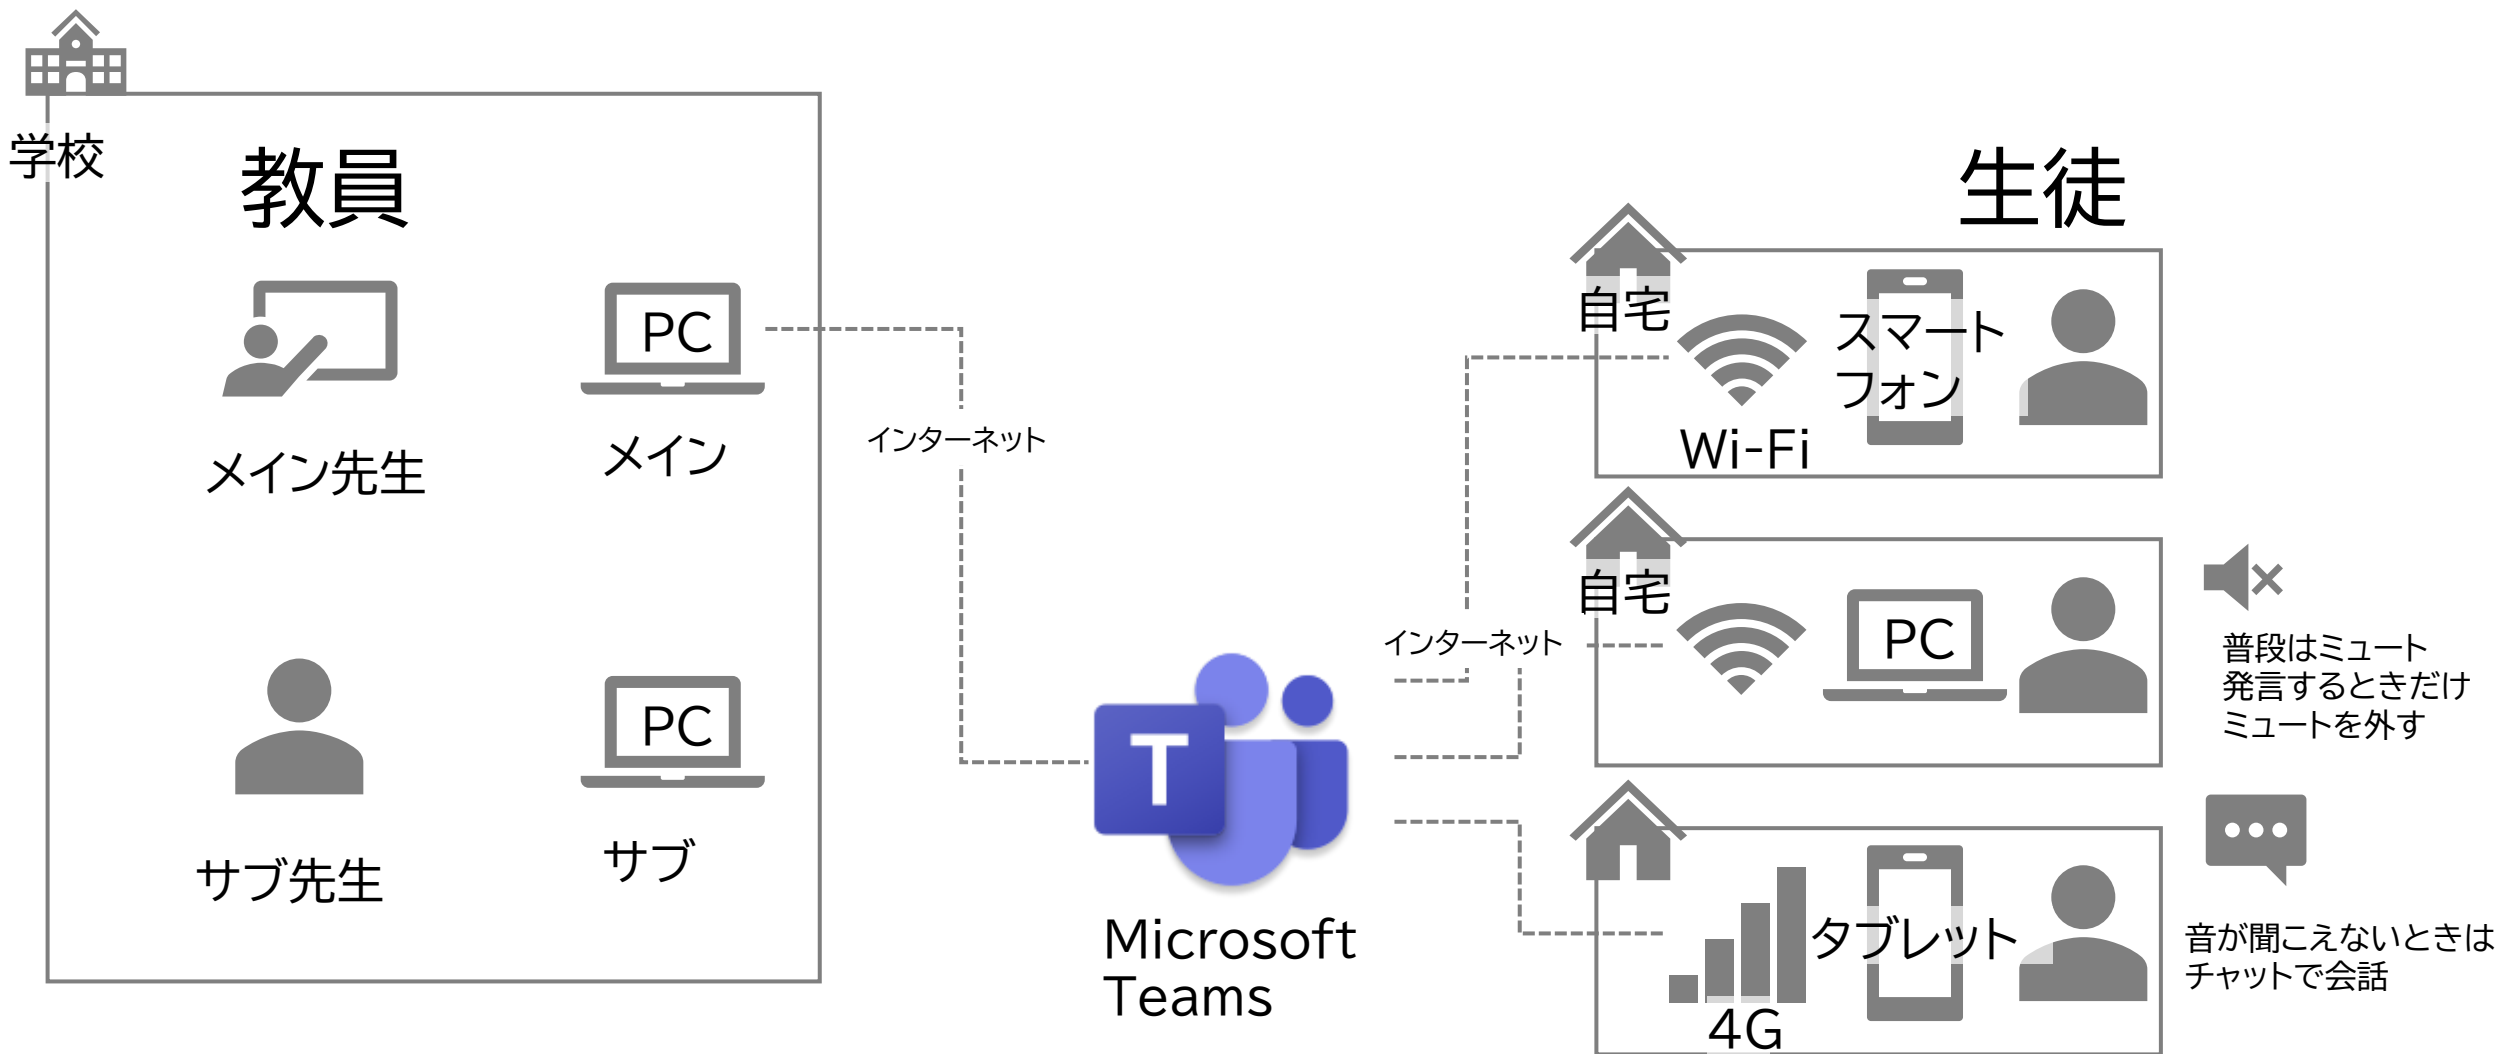 学校
教員
メイン先生
PC
メイン
サブ先生
PC
サブ
インターネット
T
Microsoft
Teams
インターネット
生徒
自宅
Wi-Fi
スマート
フォン
自宅
PC
タブレット
4G
普段はミュート
発言するときだけ
ミュートを外す
音が聞こえないときは
チャットで会話